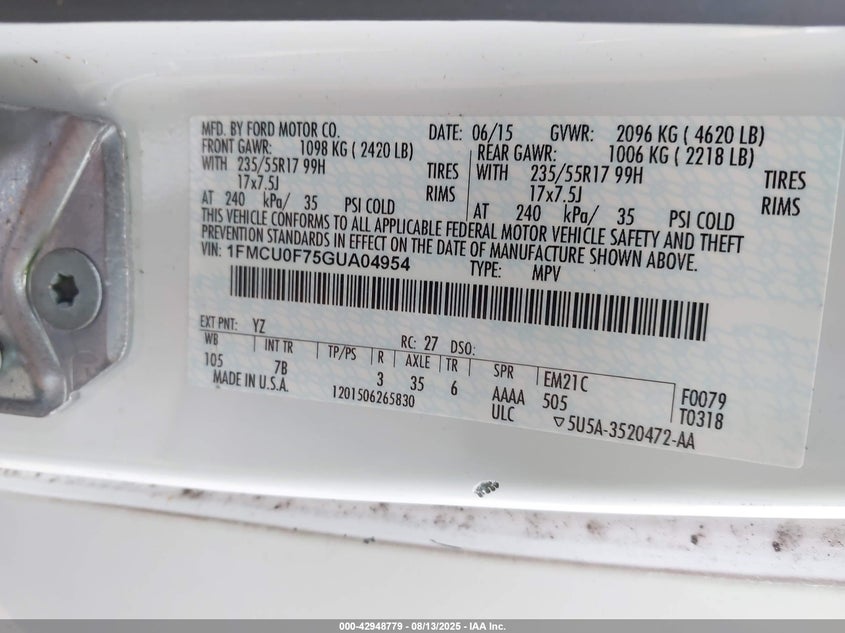 MFD. BY FORD MOTOR CO. DATE: 06/15 GVWR: 2096 KG ( 4620 LB)
FRONT GAWR: 1098 KG ( 2420 LB) REAR GAWR: 1006 KG ( 2218 LB)
WITH 235/55R17 99H TIRES WITH 235/55R17 99H TIRES
17x7.5J RIMS 17x7.5J RIMS
AT 240 kPa/ 35 PSI COLD AT 240 kPa/ 35 PSI COLD
THIS VEHICLE CONFORMS TO ALL APPLICABLE FEDERAL MOTOR VEHICLE SAFETY AND THEFT
PREVENTION STANDARDS IN EFFECT ON THE DATE OF MANUFACTURE SHOWN ABOVE.
VIN: 1FMCU0F75GUA04954 TYPE: MPV
EXT PNT: YZ RC: 27 DSO:
WB INT TR TP/PS R AXLE TR SPR EM21C F0079
105 7B 3 35 6 AAAA 505 T0318
MADE IN U.S.A. 1201506265830 ULC ▽5U5A-3520472-AA
000-42948779 - 08/13/2025 - IAA Inc.